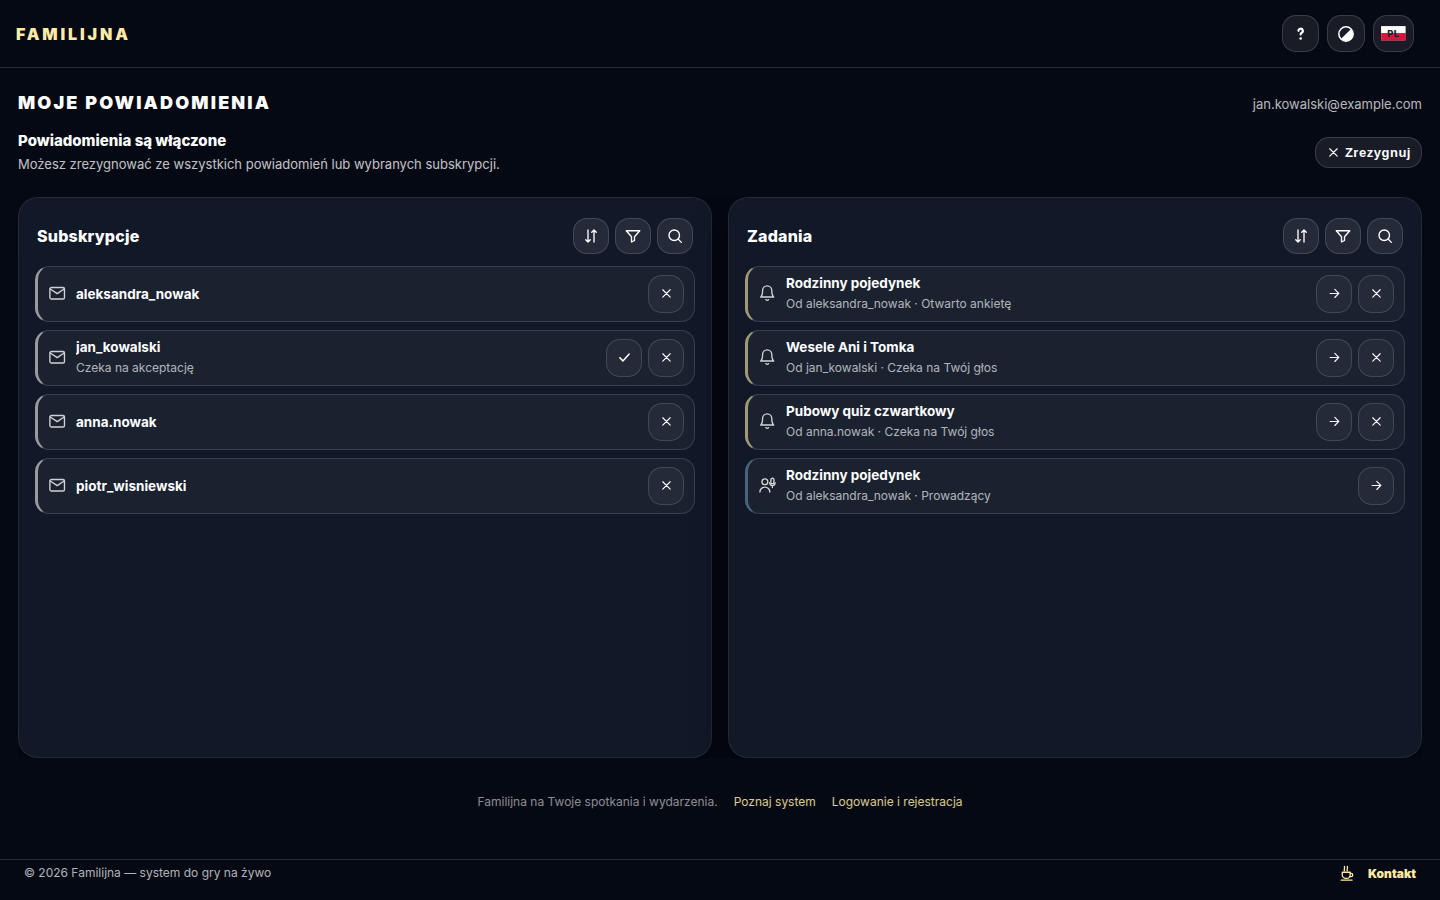 FAMILIJNA
?
PL
MOJE POWIADOMIENIA
jan.kowalski@example.com
Powiadomienia są włączone
Możesz zrezygnować ze wszystkich powiadomień lub wybranych subskrypcji.
Zrezygnuj
Subskrypcje
aleksandra_nowak
jan_kowalski
Czeka na akceptację
anna.nowak
piotr_wisniewski
Zadania
Rodzinny pojedynek
Od aleksandra_nowak · Otwarto ankietę
Wesele Ani i Tomka
Od jan_kowalski · Czeka na Twój głos
Pubowy quiz czwartkowy
Od anna.nowak · Czeka na Twój głos
Rodzinny pojedynek
Od aleksandra_nowak · Prowadzący
Familijna na Twoje spotkania i wydarzenia. Poznaj system Logowanie i rejestracja
© 2026 Familijna — system do gry na żywo
Kontakt